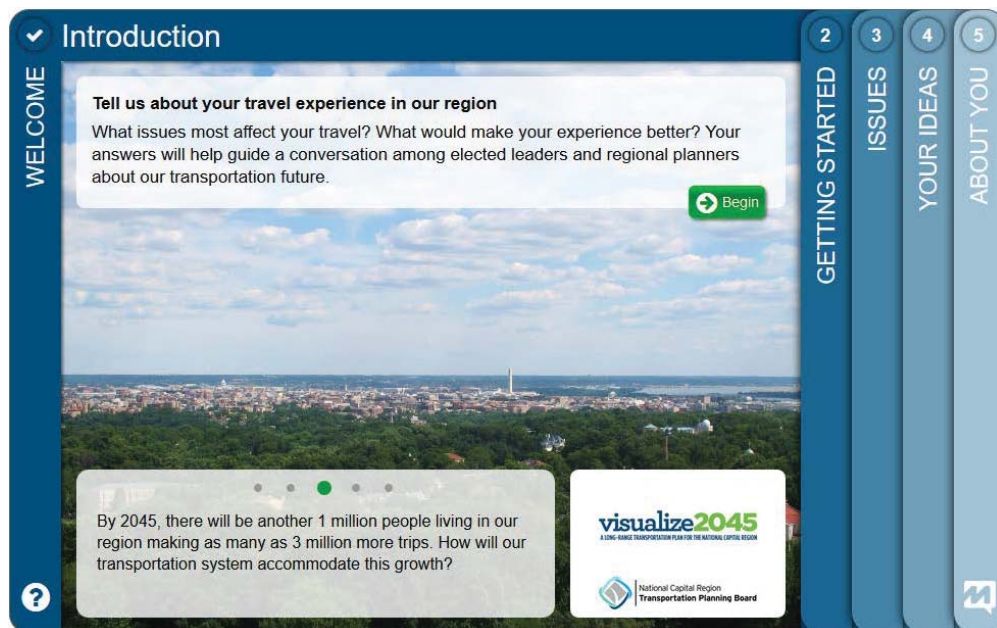 Introduction
WELCOME
Tell us about your travel experience in our region
What issues most affect your travel? What would make your experience better? Your
answers will help guide a conversation among elected leaders and regional planners
about our transportation future.
Begin
By 2045, there will be another 1 million people living in our
region making as many as 3 million more trips. How will our
transportation system accommodate this growth?
visualize2045
A LONG-RANGE TRANSPORTATION PLAN FOR THE NATIONAL CAPITAL REGION
National Capital Region
Transportation Planning Board
?
2
GETTING STARTED
3
ISSUES
4
YOUR IDEAS
5
ABOUT YOU
M